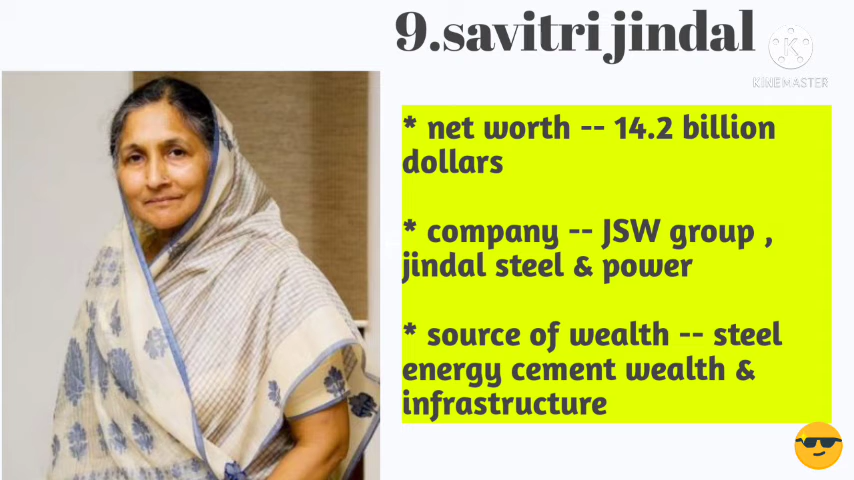 9.savitri jindal
KINEMASTER
* net worth -- 14.2 billion
dollars
* company -- JSW group ,
jindal steel & power
* source of wealth -- steel
energy cement wealth &
infrastructure